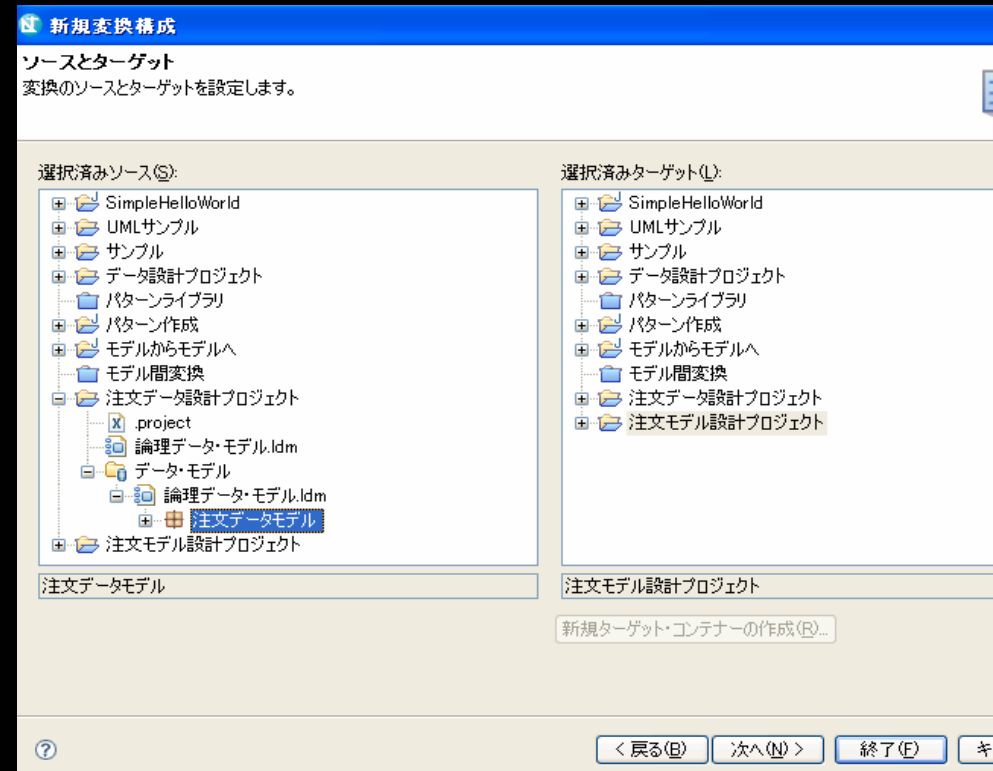 新規変換構成
ソースとターゲット
変換のソースとターゲットを設定します。
選択済みソース(S):
SimpleHelloWorld
UMLサンプル
サンプル
データ設計プロジェクト
パターンライブラリ
パターン作成
モデルからモデルへ
モデル間変換
注文データ設計プロジェクト
.project
論理データ・モデル.ldm
データ・モデル
論理データ・モデル.ldm
注文データモデル
注文モデル設計プロジェクト
注文データモデル
選択済みターゲット(L):
SimpleHelloWorld
UMLサンプル
サンプル
データ設計プロジェクト
パターンライブラリ
パターン作成
モデルからモデルへ
モデル間変換
注文データ設計プロジェクト
注文モデル設計プロジェクト
注文モデル設計プロジェクト
新規ターゲット・コンテナーの作成(R)...
< 戻る(B)
次へ(N) >
終了(F)
キ